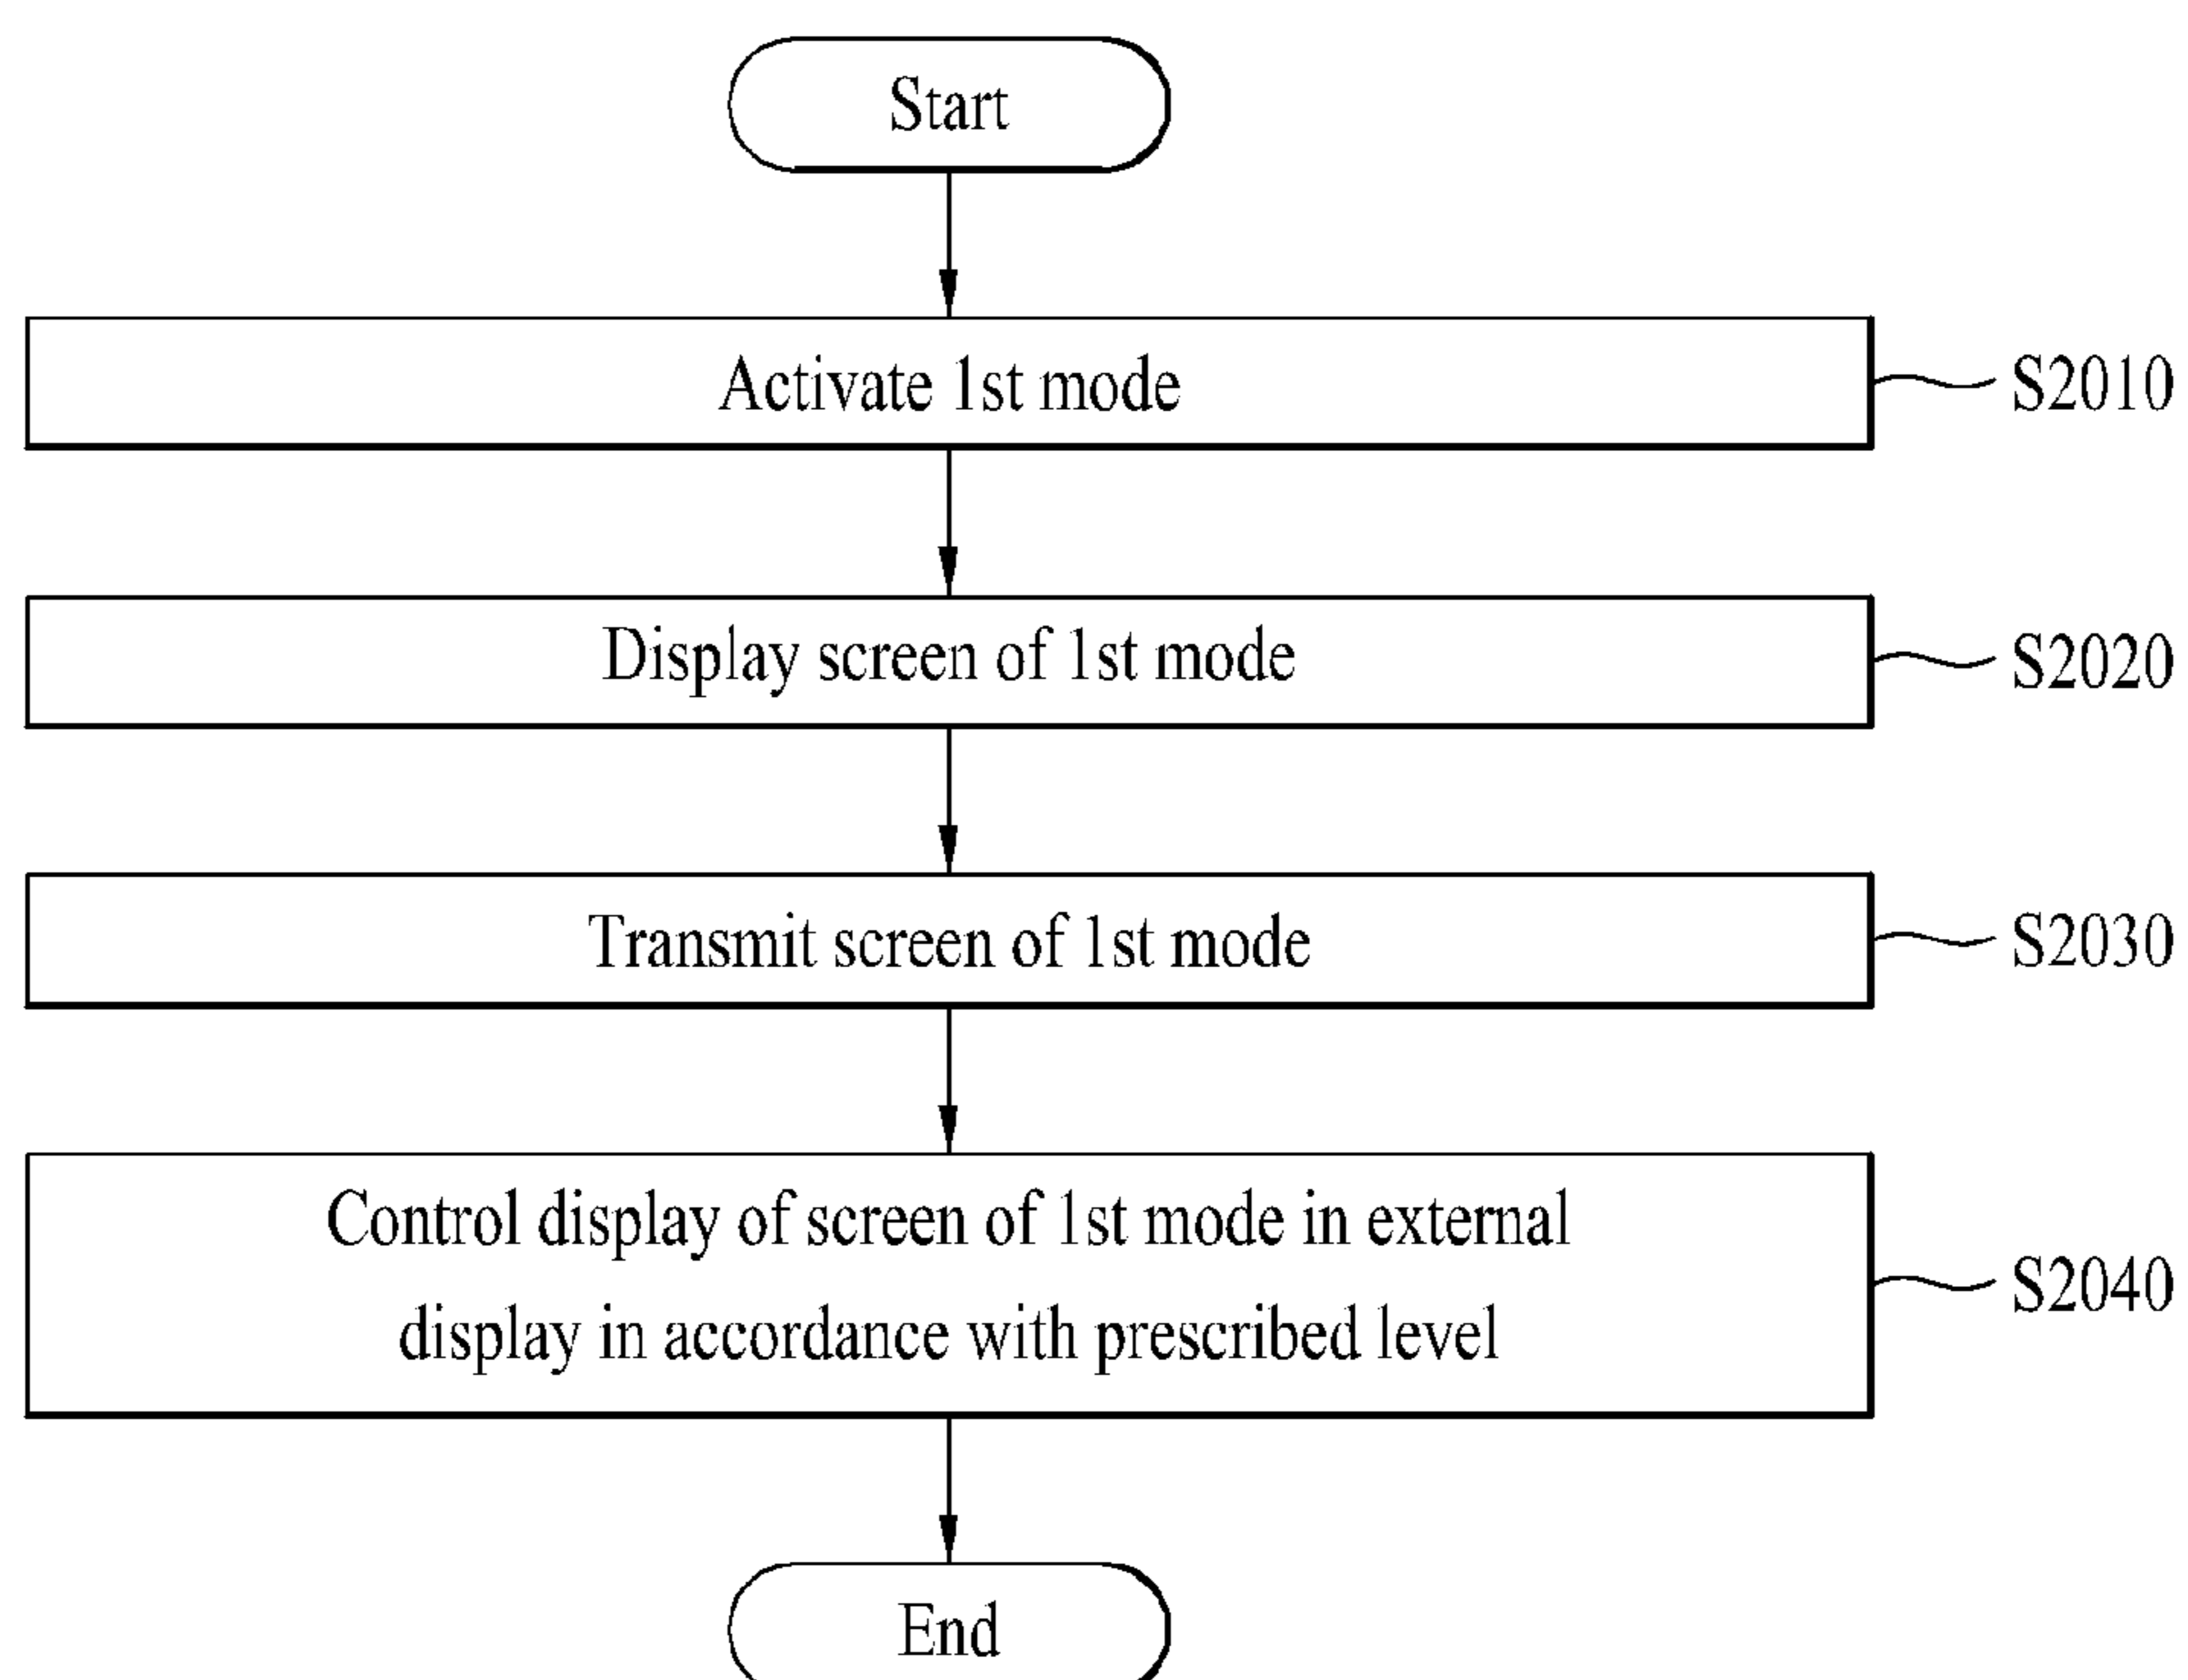 Start
Activate 1st mode
S2010
Display screen of 1st mode
S2020
Transmit screen of 1st mode
S2030
Control display of screen of 1st mode in external
display in accordance with prescribed level
S2040
End